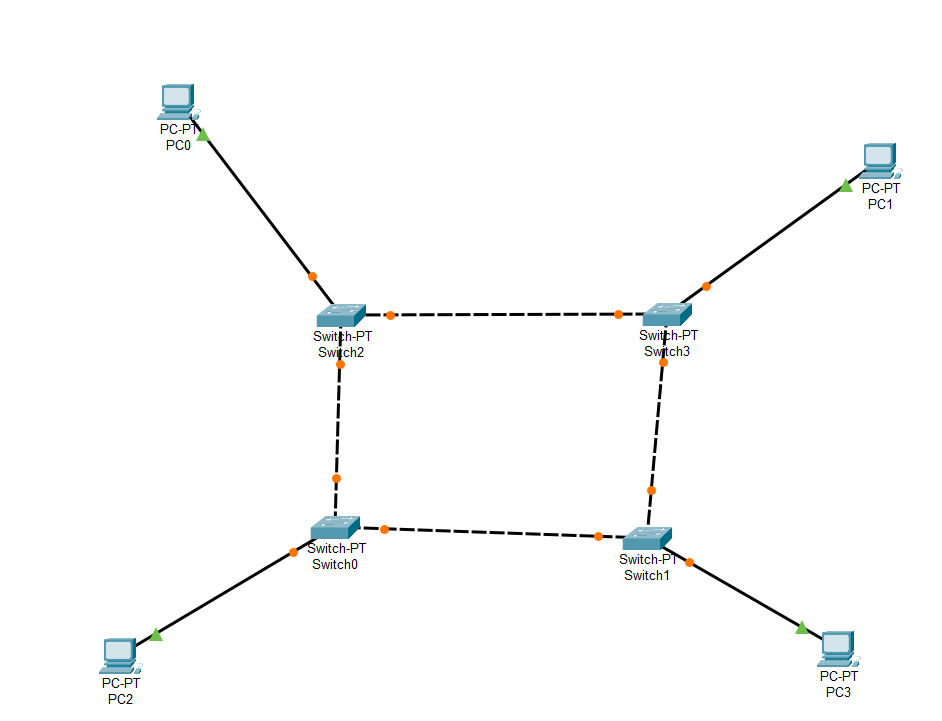 PC-PT
PC0
PC-PT
PC1
Switch-PT
Switch2
Switch-PT
Switch3
Switch-PT
Switch0
Switch-PT
Switch1
PC-PT
PC2
PC-PT
PC3